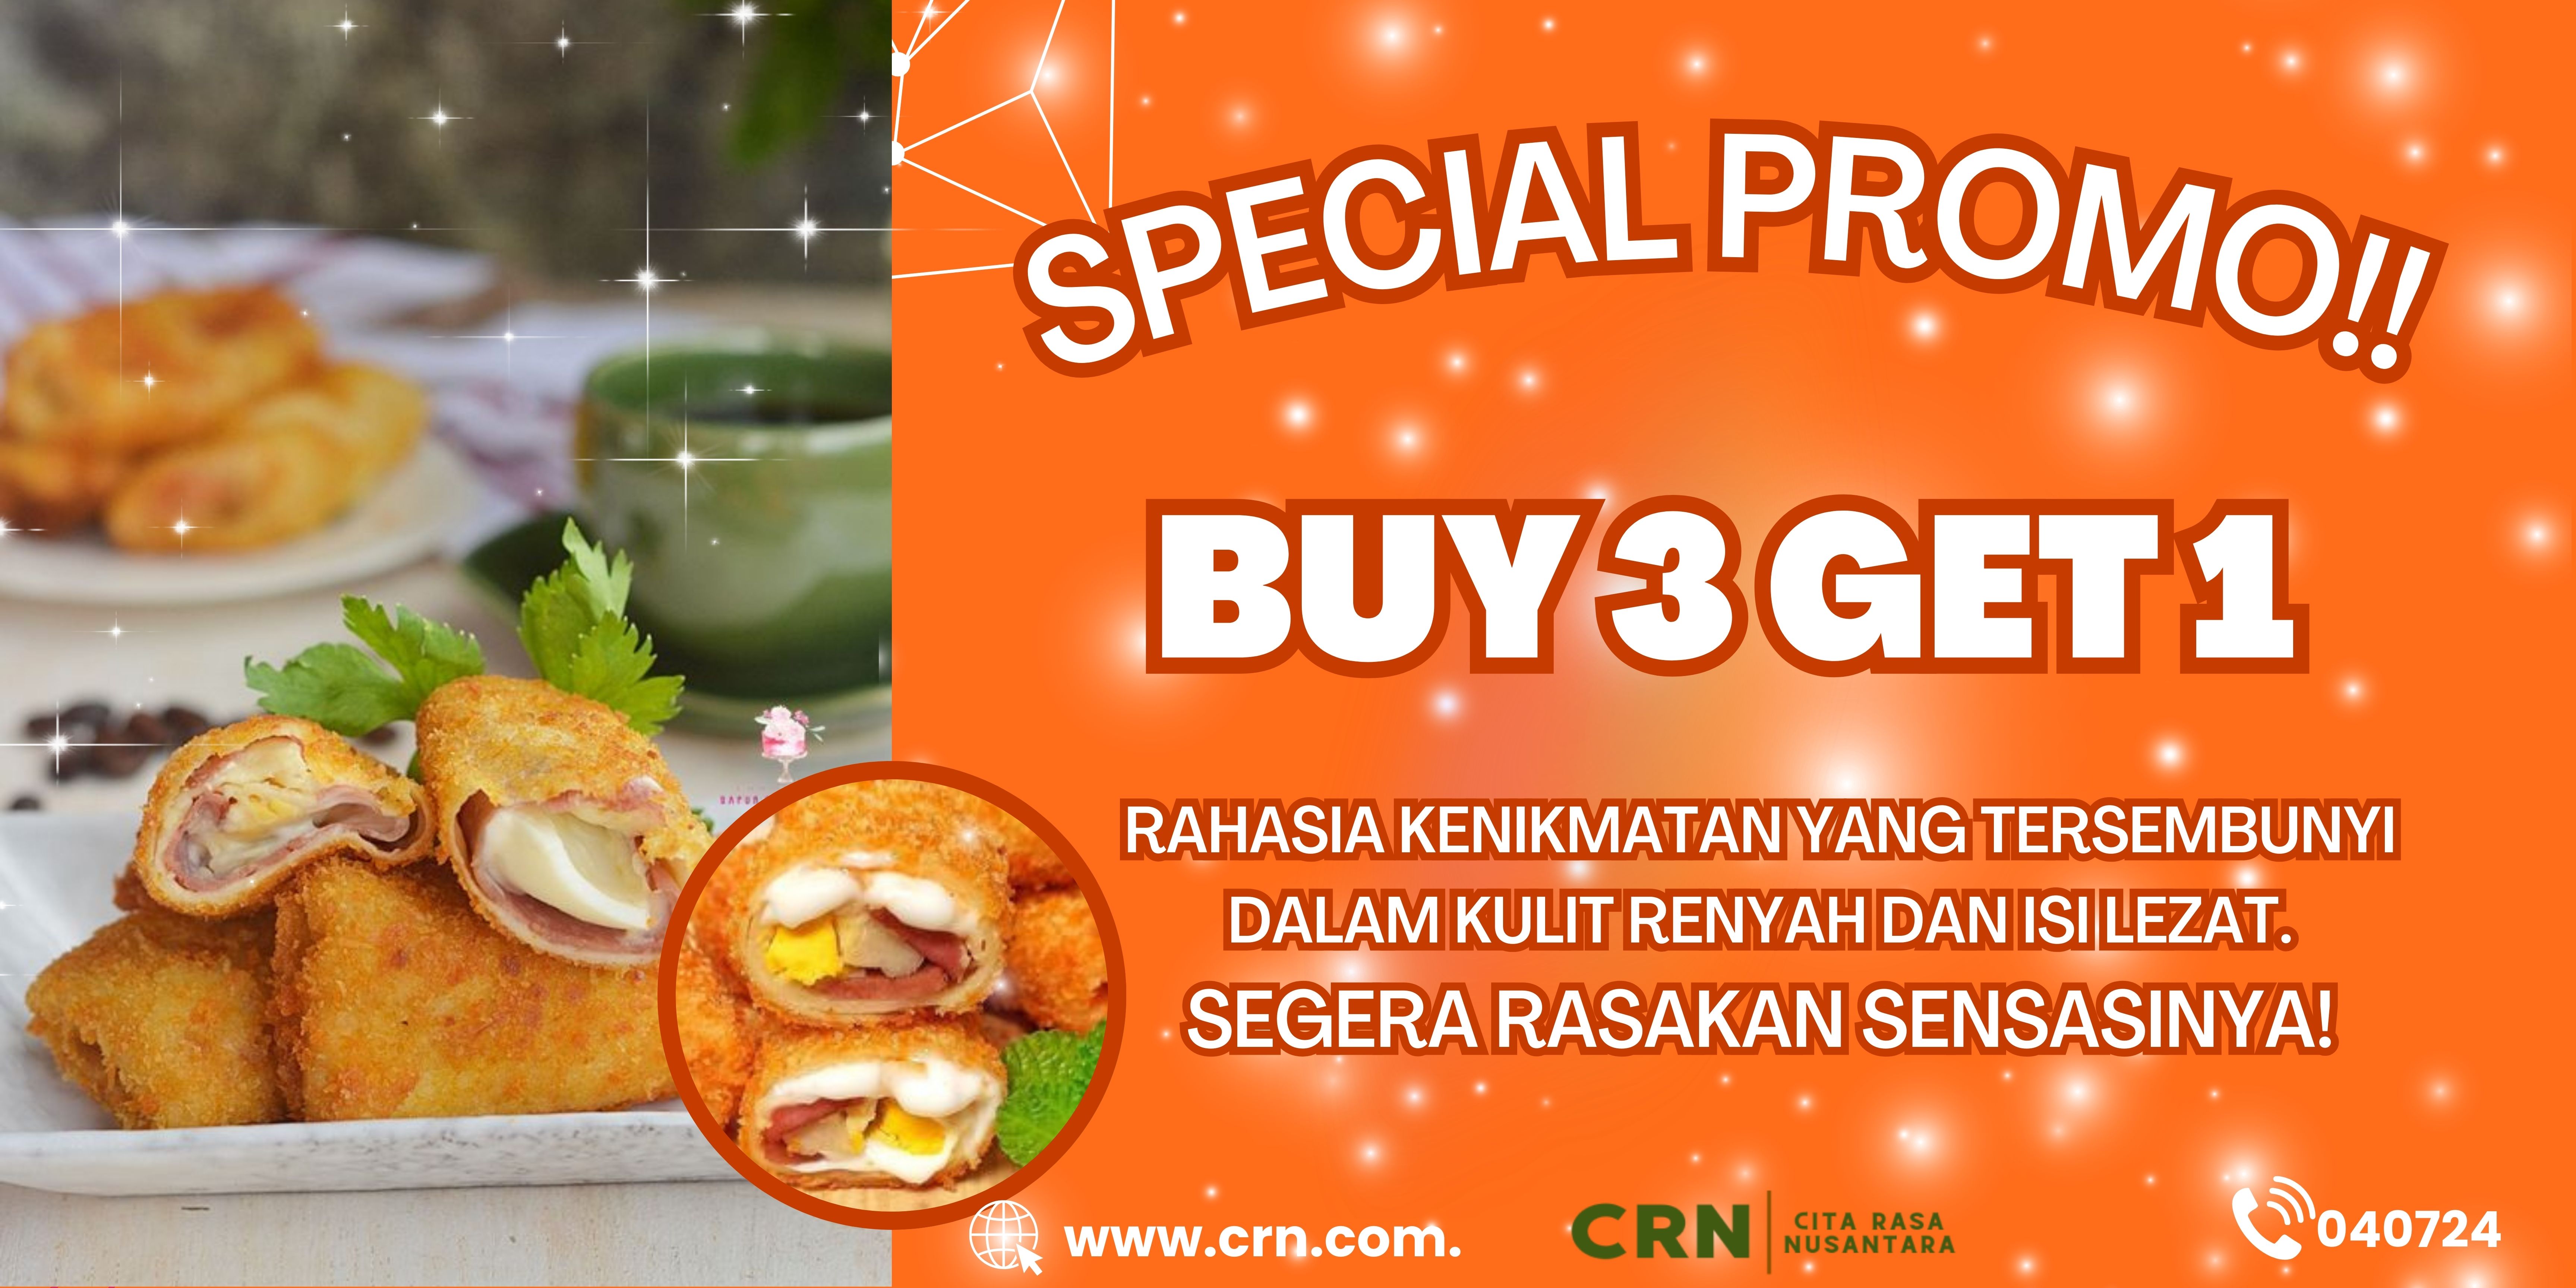 SPECIAL PROMO!!
BUY 3 GET 1
RAHASIA KENIKMATAN YANG TERSEMBUNYI
DALAM KULIT RENYAH DAN ISI LEZAT.
SEGERA RASAKAN SENSASINYA!
www.crn.com.
CRN
CITA RASA
NUSANTARA
040724